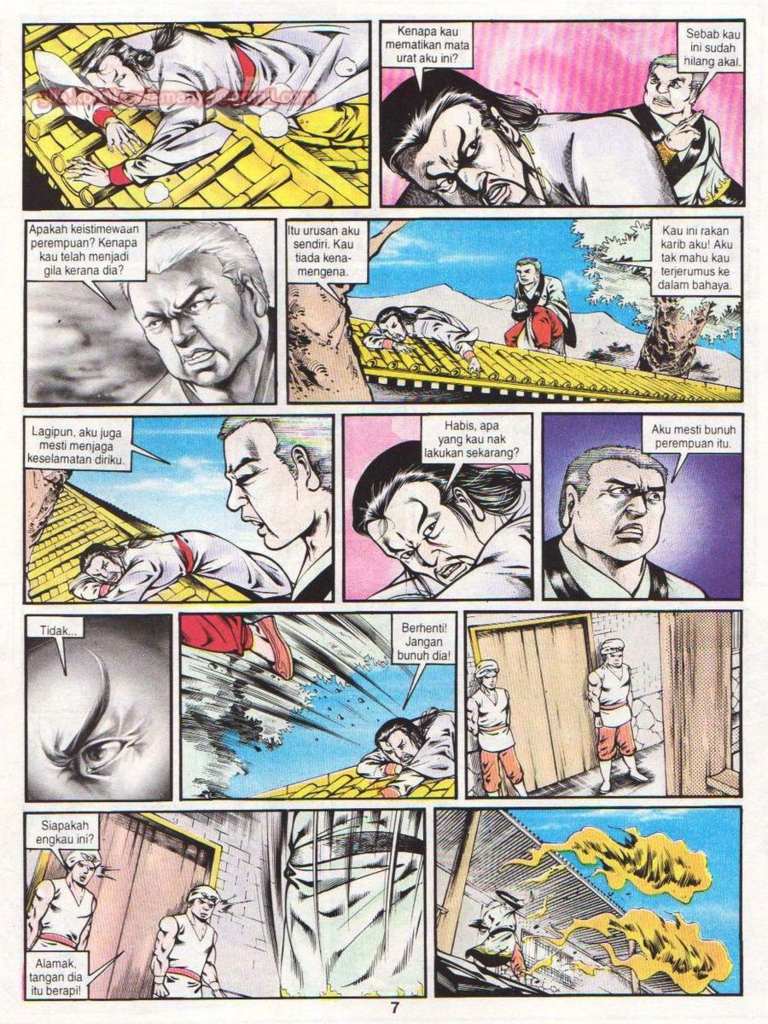 Kenapa kau
mematikan mata
urat aku ini?
Sebab kau
ini sudah
hilang akal.
Apakah keistimewaan
perempuan? Kenapa
kau telah menjadi
gila kerana dia?
Itu urusan aku
sendiri. Kau
tiada kena-
mengena.
Kau ini rakan
karib aku! Aku
tak mahu kau
terjerumus ke
dalam bahaya.
Lagipun, aku juga
mesti menjaga
keselamatan diriku.
Habis, apa
yang kau nak
lakukan sekarang?
Aku mesti bunuh
perempuan itu.
Tidak...
Berhenti!
Jangan
bunuh dia!
Siapakah
engkau ini?
Alamak,
tangan dia
itu berapi!
7